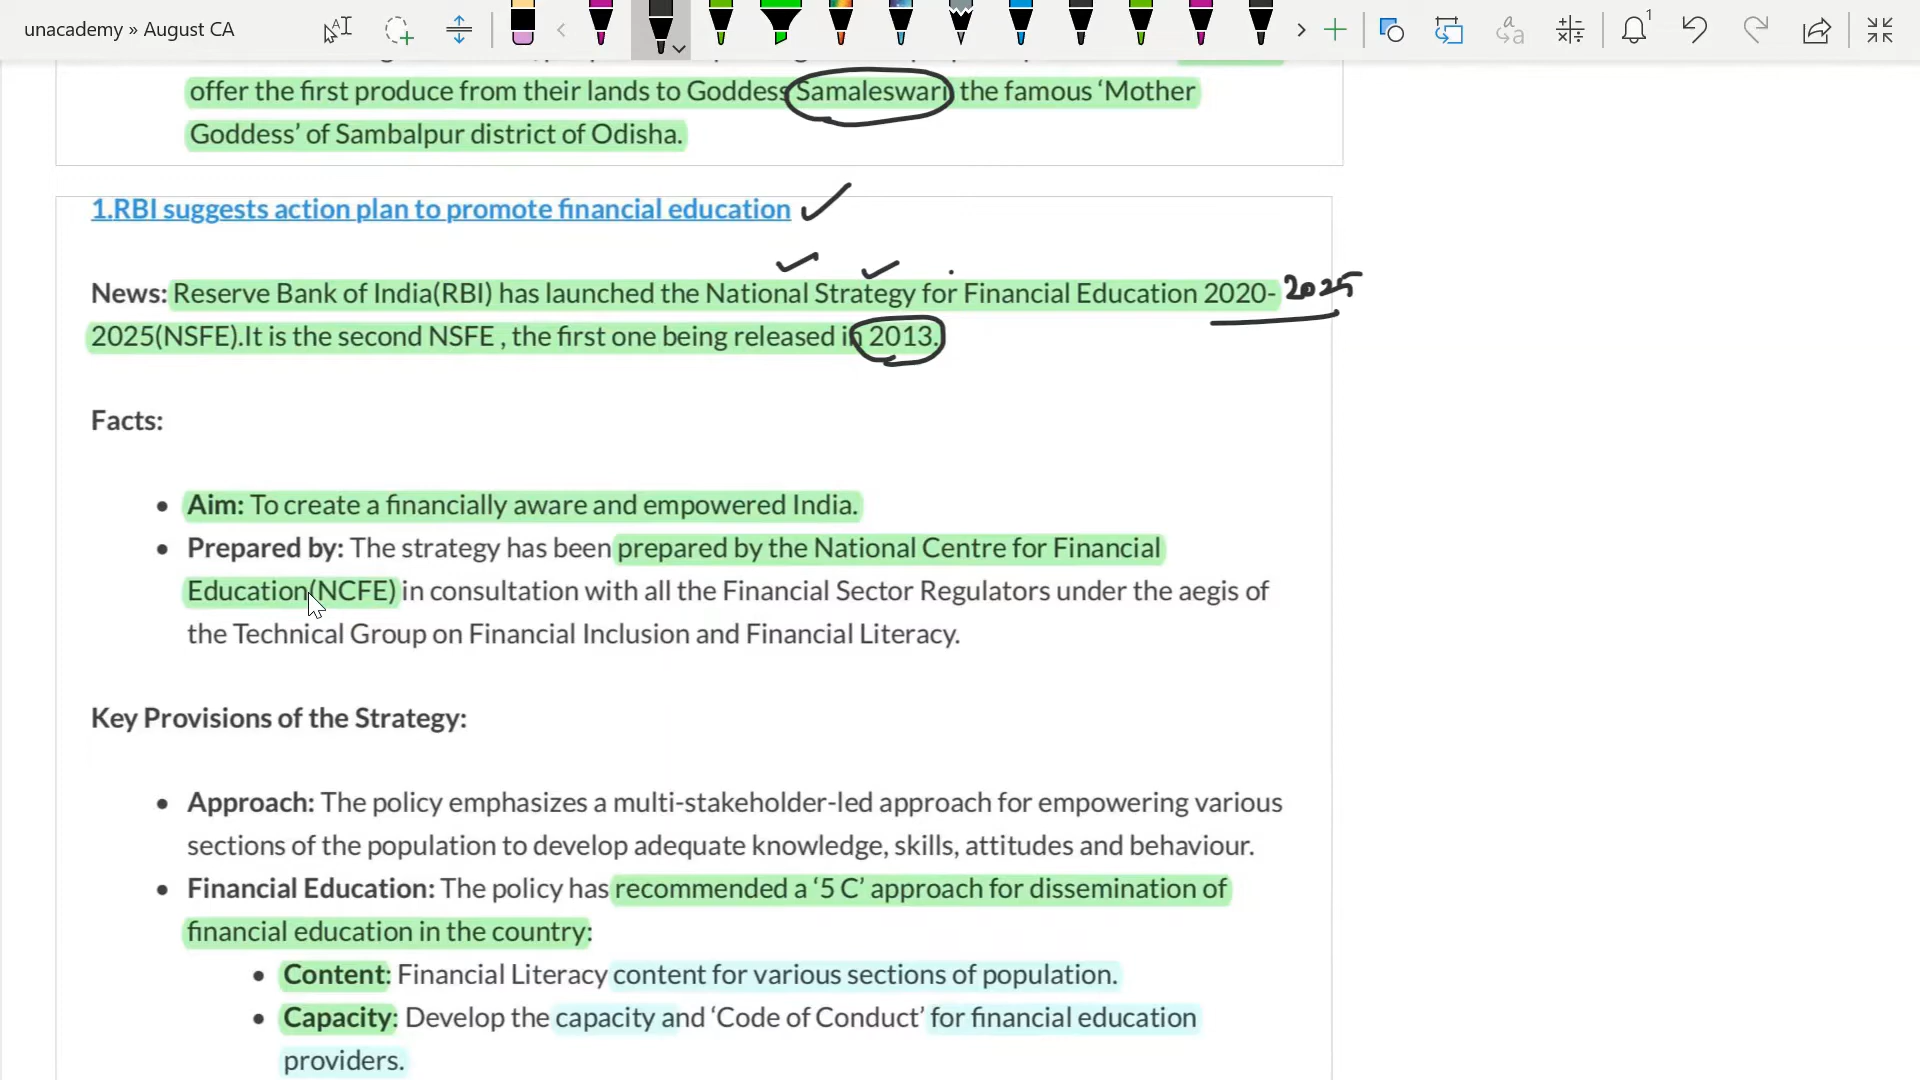 unacademy » August CA
offer the first produce from their lands to Goddess Samaleswari the famous ‘Mother
Goddess’ of Sambalpur district of Odisha.
1.RBI suggests action plan to promote financial education
News: Reserve Bank of India(RBI) has launched the National Strategy for Financial Education 2020- 2025
2025(NSFE).It is the second NSFE , the first one being released in 2013.
Facts:
Aim: To create a financially aware and empowered India.
Prepared by: The strategy has been prepared by the National Centre for Financial
Education(NCFE) in consultation with all the Financial Sector Regulators under the aegis of
the Technical Group on Financial Inclusion and Financial Literacy.
Key Provisions of the Strategy:
Approach: The policy emphasizes a multi-stakeholder-led approach for empowering various
sections of the population to develop adequate knowledge, skills, attitudes and behaviour.
Financial Education: The policy has recommended a ‘5 C’ approach for dissemination of
financial education in the country:
Content: Financial Literacy content for various sections of population.
Capacity: Develop the capacity and ‘Code of Conduct’ for financial education
providers.